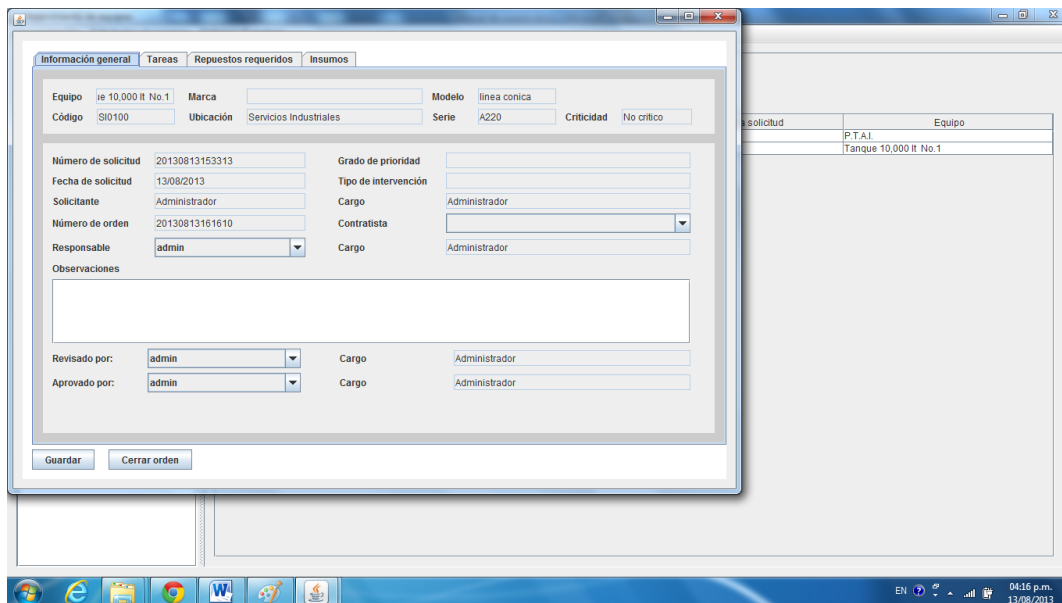 Información general Tareas Repuestos requeridos Insumos
Equipo ue 10,000 lt No.1 Marca Modelo linea conica
Código SI0100 Ubicación Servicios Industriales Serie A220 Criticidad No critico
Número de solicitud 20130813153313 Grado de prioridad
Fecha de solicitud 13/08/2013 Tipo de intervención
Solicitante Administrador Cargo Administrador
Número de orden 20130813161610 Contratista
Responsable admin Cargo Administrador
Observaciones
Revisado por: admin Cargo Administrador
Aprovado por: admin Cargo Administrador
Guardar Cerrar orden
solicitud Equipo
P.T.A.I.
Tanque 10,000 lt No.1
EN 04:16 p.m.
13/08/2013